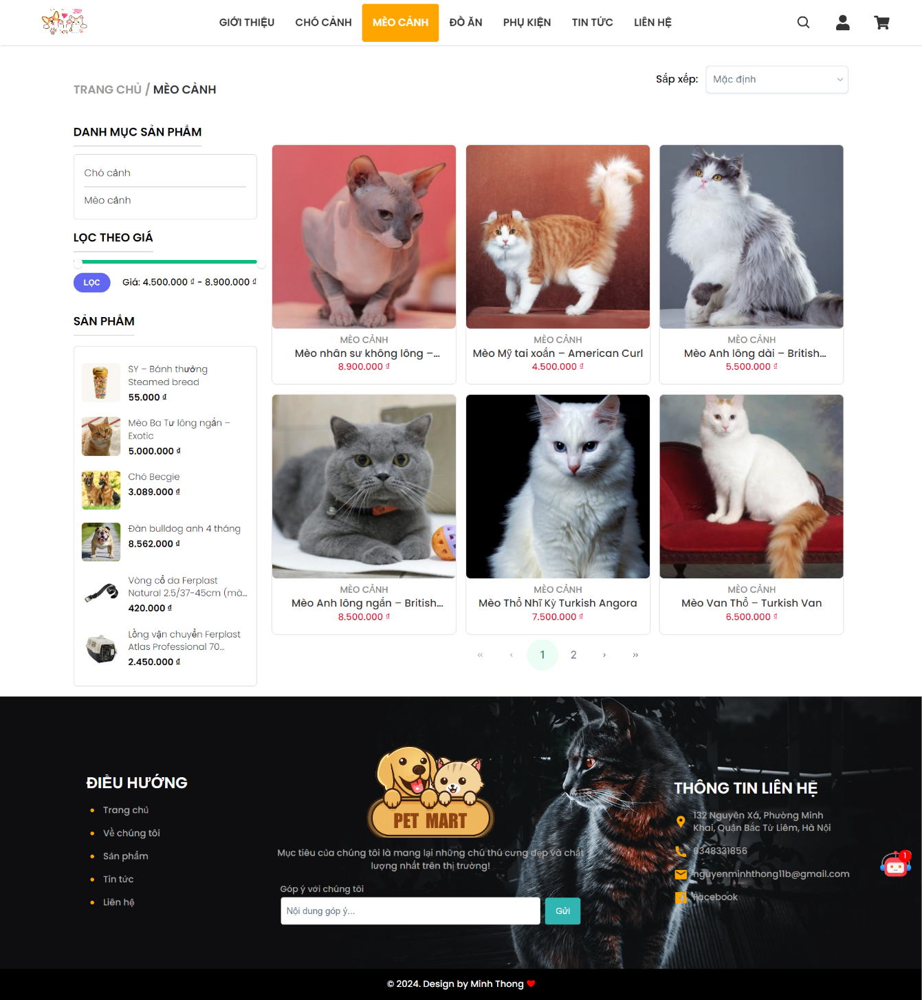 GIỚI THIỆU
CHÓ CẢNH
MÈO CẢNH
ĐỒ ĂN
PHỤ KIỆN
TIN TỨC
LIÊN HỆ
TRANG CHỦ / MÈO CẢNH
Sắp xếp:
Mặc định
DANH MỤC SẢN PHẨM
Chó cảnh
Mèo cảnh
LỌC THEO GIÁ
LỌC
Giá: 4.500.000 ₫ - 8.900.000 ₫
SẢN PHẨM
SY – Bánh thưởng
Steamed bread
55.000 ₫
Mèo Ba Tư lông ngắn –
Exotic
5.000.000 ₫
Chó Becgie
3.089.000 ₫
Đàn bulldog anh 4 tháng
8.562.000 ₫
Vòng cổ da Ferplast
Natural 2.5/37-45cm (mà...
420.000 ₫
Lồng vận chuyển Ferplast
Atlas Professional 70...
2.450.000 ₫
MÈO CẢNH
Mèo nhân sư không lông –...
8.900.000 ₫
MÈO CẢNH
Mèo Mỹ tai xoắn – American Curl
4.500.000 ₫
MÈO CẢNH
Mèo Anh lông dài – British...
5.500.000 ₫
MÈO CẢNH
Mèo Anh lông ngắn – British...
8.500.000 ₫
MÈO CẢNH
Mèo Thổ Nhĩ Kỳ Turkish Angora
7.500.000 ₫
MÈO CẢNH
Mèo Van Thổ – Turkish Van
6.500.000 ₫
« ‹ 1 2 › »
ĐIỀU HƯỚNG
Trang chủ
Về chúng tôi
Sản phẩm
Tin tức
Liên hệ
PET MART
Mục tiêu của chúng tôi là mang lại những chú thú cưng đẹp và chất
lượng nhất trên thị trường!
Góp ý với chúng tôi
Nội dung góp ý...
Gửi
THÔNG TIN LIÊN HỆ
132 Nguyên Xá, Phường Minh
Khai, Quận Bắc Từ Liêm, Hà Nội
0348331856
nguyenminhthong11b@gmail.com
Facebook
1
© 2024. Design by Minh Thong